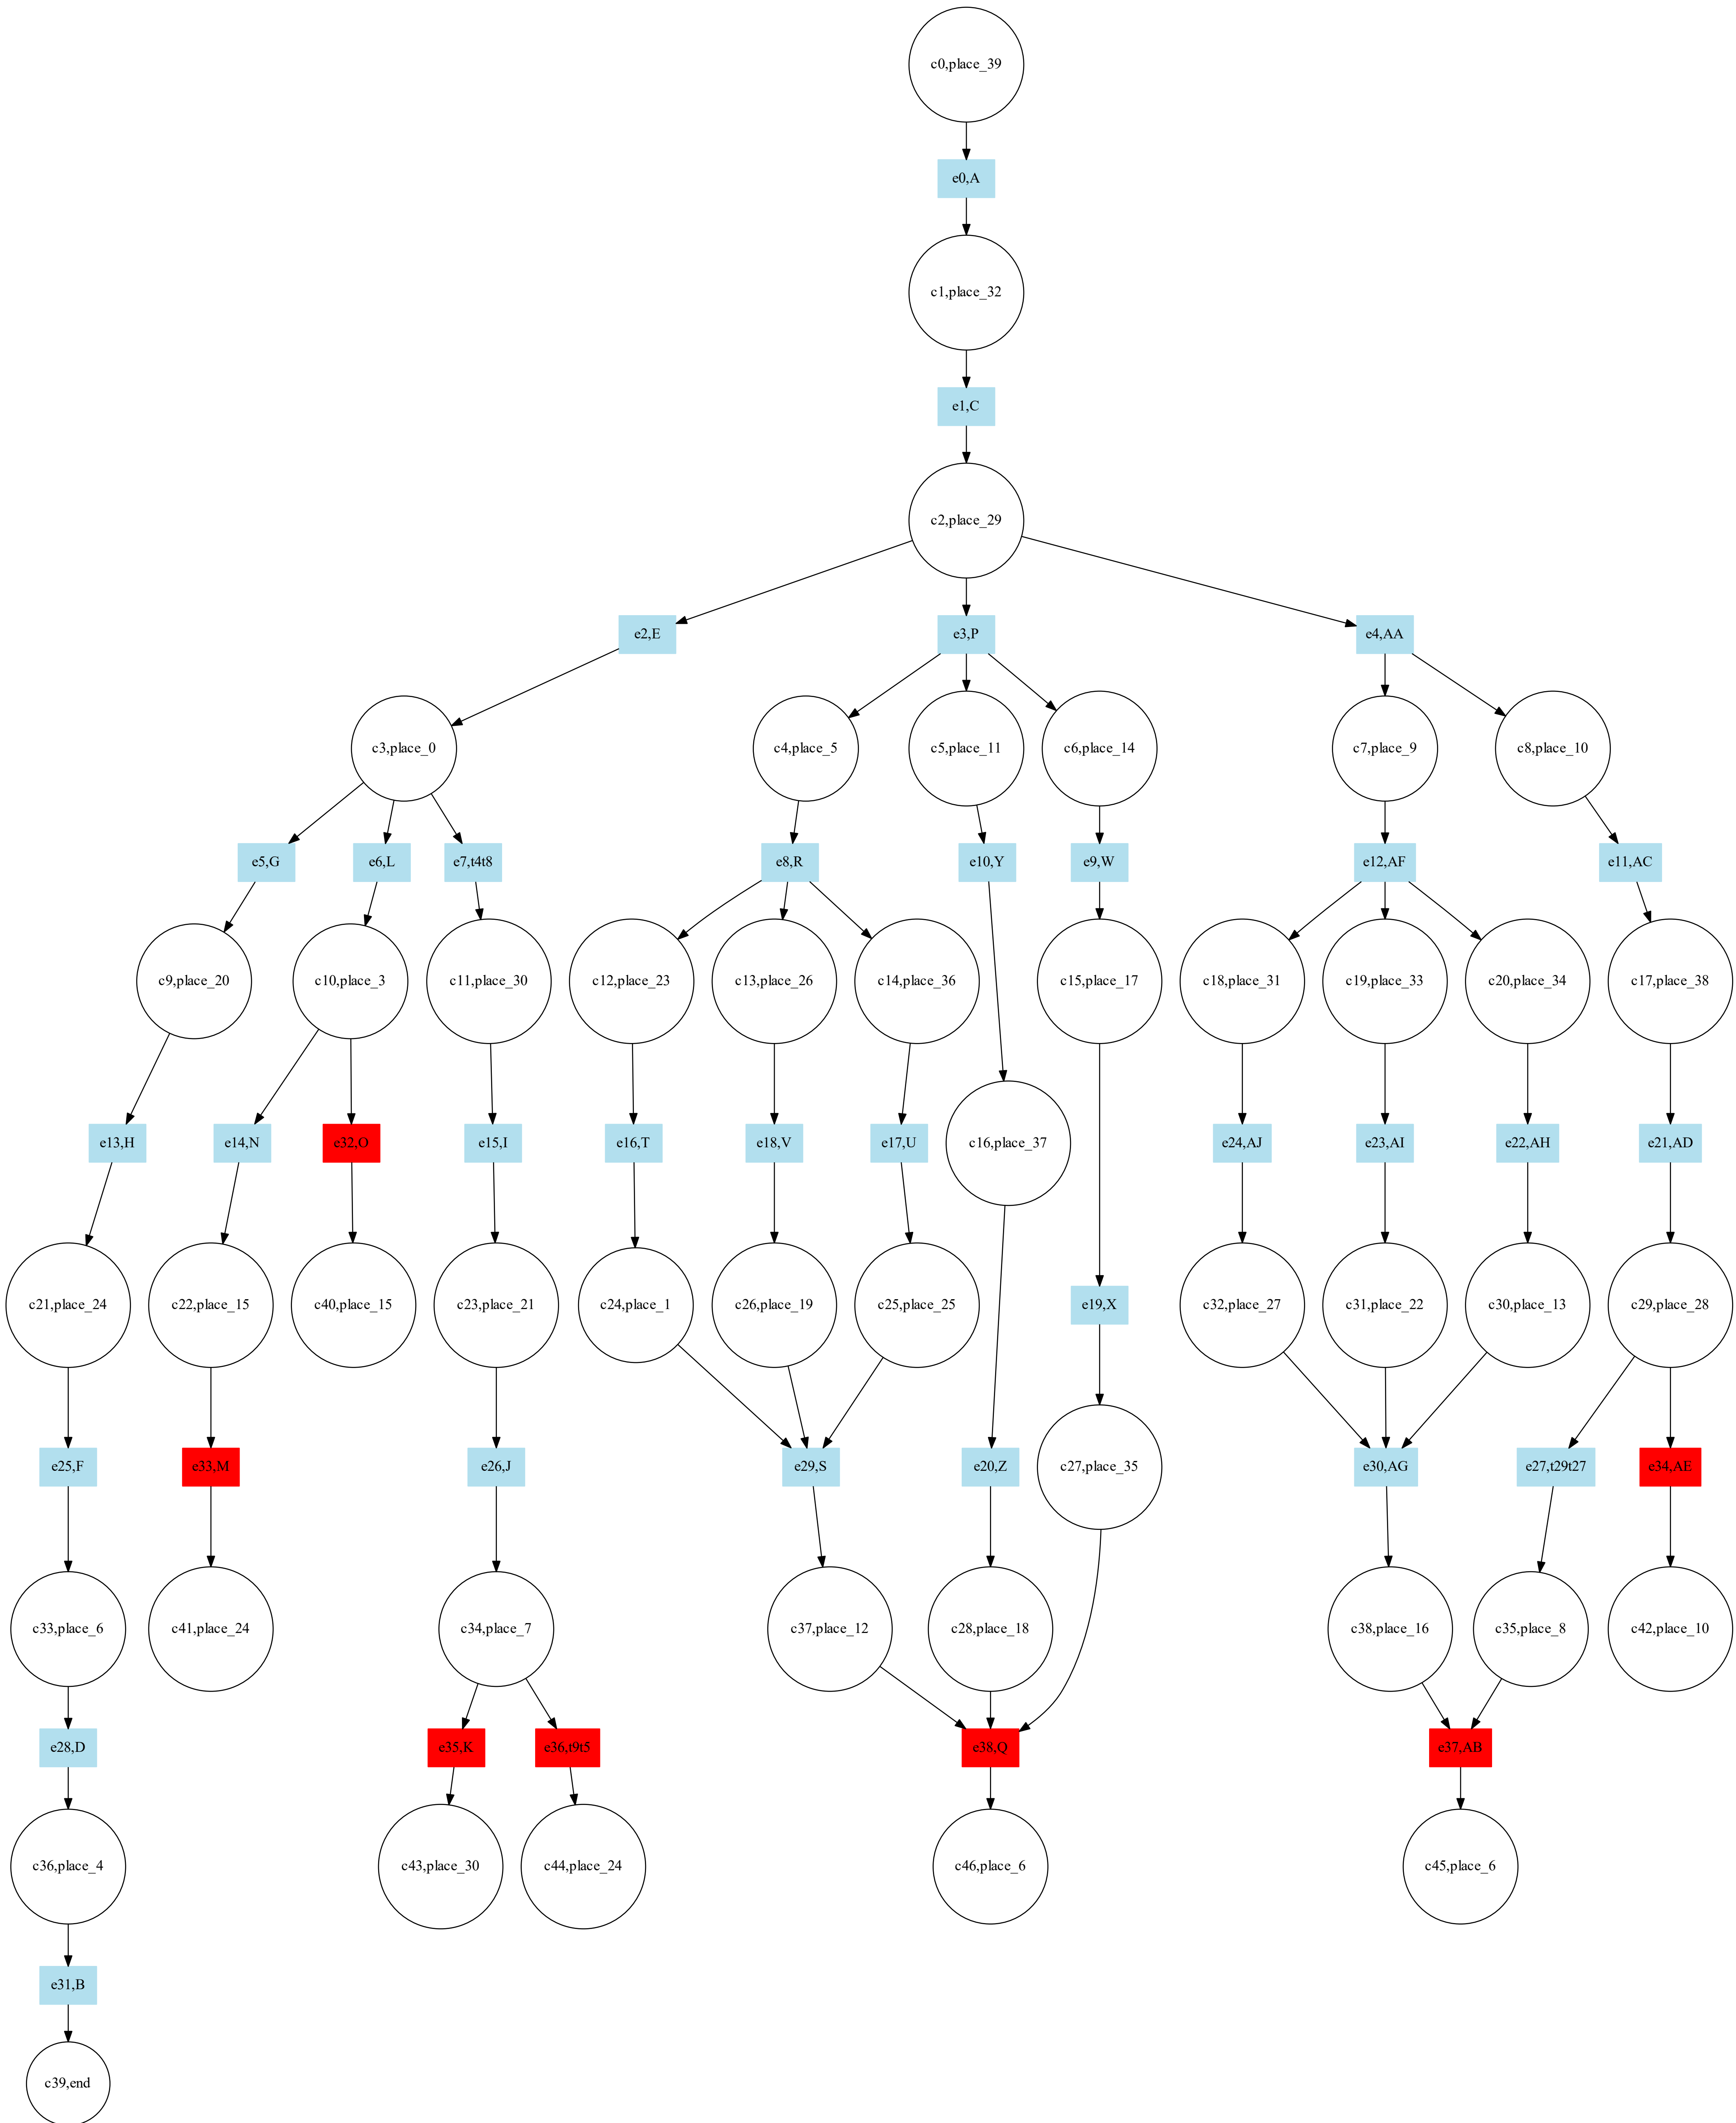 c0,place_39
e0,A
c1,place_32
e1,C
c2,place_29
e2,E
e3,P
e4,AA
c3,place_0
c4,place_5
c5,place_11
c6,place_14
c7,place_9
c8,place_10
e5,G
e6,L
e7,t4t8
e8,R
e10,Y
e9,W
e12,AF
e11,AC
c9,place_20
c10,place_3
c11,place_30
c12,place_23
c13,place_26
c14,place_36
c15,place_17
c18,place_31
c19,place_33
c20,place_34
c17,place_38
e13,H
e14,N
e32,O
e15,I
e16,T
e18,V
e17,U
c16,place_37
e24,AJ
e23,AI
e22,AH
e21,AD
c21,place_24
c22,place_15
c40,place_15
c23,place_21
c24,place_1
c26,place_19
c25,place_25
e19,X
c32,place_27
c31,place_22
c30,place_13
c29,place_28
e25,F
e33,M
e26,J
e29,S
e20,Z
c27,place_35
e30,AG
e27,t29t27
e34,AE
c33,place_6
c41,place_24
c34,place_7
c37,place_12
c28,place_18
c38,place_16
c35,place_8
c42,place_10
e28,D
e35,K
e36,t9t5
e38,Q
e37,AB
c36,place_4
c43,place_30
c44,place_24
c46,place_6
c45,place_6
e31,B
c39,end